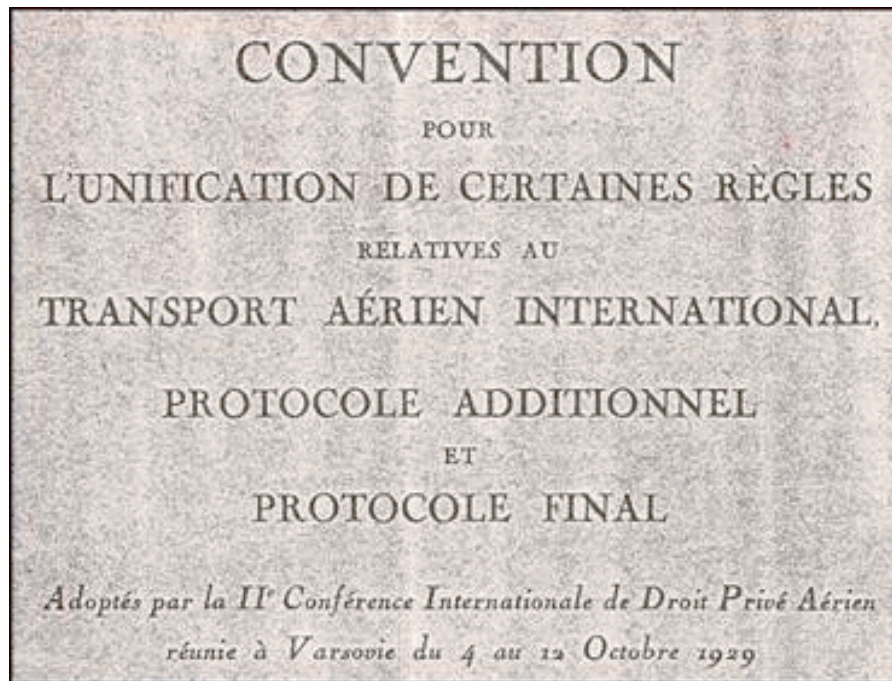 CONVENTION
POUR
L'UNIFICATION DE CERTAINES RÈGLES
RELATIVES AU
TRANSPORT AÉRIEN INTERNATIONAL,
PROTOCOLE ADDITIONNEL
ET
PROTOCOLE FINAL
Adoptés par la IIe Conférence Internationale de Droit Privé Aérien
réunie à Varsovie du 4 au 12 Octobre 1929